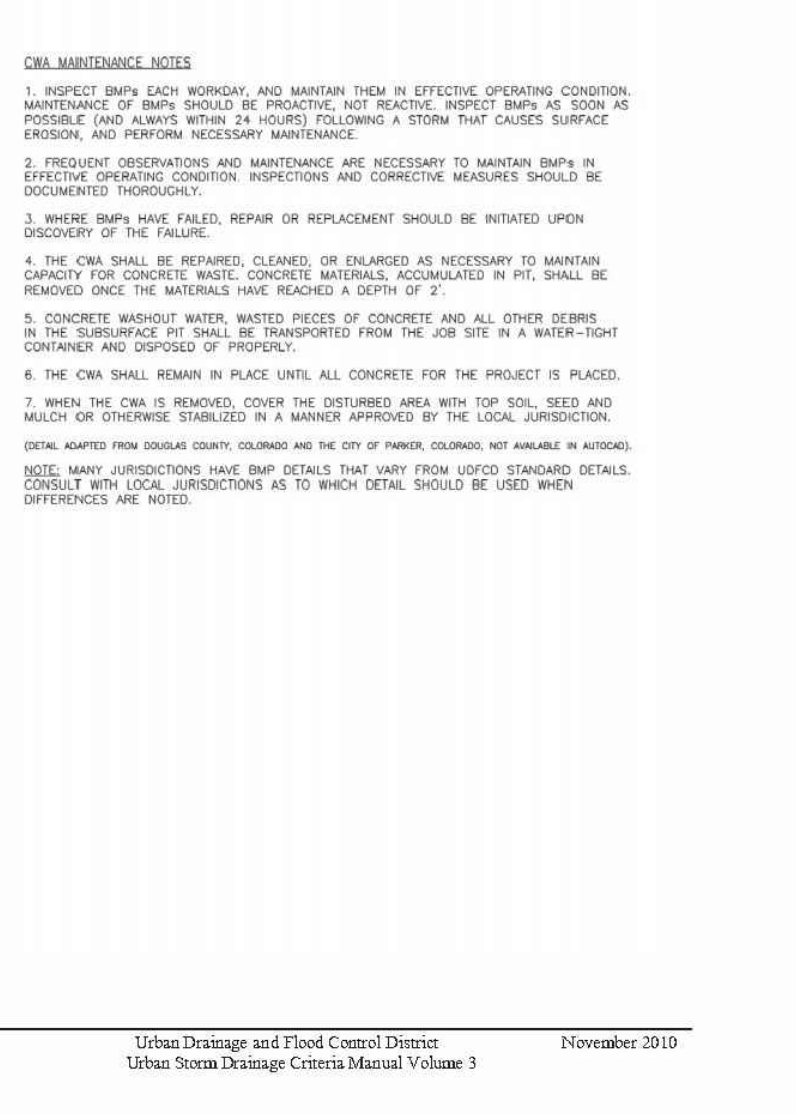 CWA MAINTENANCE NOTES
1. INSPECT BMPs EACH WORKDAY, AND MAINTAIN THEM IN EFFECTIVE OPERATING CONDITION.
MAINTENANCE OF BMPs SHOULD BE PROACTIVE, NOT REACTIVE. INSPECT BMPs AS SOON AS
POSSIBLE (AND ALWAYS WITHIN 24 HOURS) FOLLOWING A STORM THAT CAUSES SURFACE
EROSION, AND PERFORM NECESSARY MAINTENANCE.
2. FREQUENT OBSERVATIONS AND MAINTENANCE ARE NECESSARY TO MAINTAIN BMPs IN
EFFECTIVE OPERATING CONDITION. INSPECTIONS AND CORRECTIVE MEASURES SHOULD BE
DOCUMENTED THOROUGHLY.
3. WHERE BMPs HAVE FAILED, REPAIR OR REPLACEMENT SHOULD BE INITIATED UPON
DISCOVERY OF THE FAILURE.
4. THE CWA SHALL BE REPAIRED, CLEANED, OR ENLARGED AS NECESSARY TO MAINTAIN
CAPACITY FOR CONCRETE WASTE. CONCRETE MATERIALS, ACCUMULATED IN PIT, SHALL BE
REMOVED ONCE THE MATERIALS HAVE REACHED A DEPTH OF 2'.
5. CONCRETE WASHOUT WATER, WASTED PIECES OF CONCRETE AND ALL OTHER DEBRIS
IN THE SUBSURFACE PIT SHALL BE TRANSPORTED FROM THE JOB SITE IN A WATER-TIGHT
CONTAINER AND DISPOSED OF PROPERLY.
6. THE CWA SHALL REMAIN IN PLACE UNTIL ALL CONCRETE FOR THE PROJECT IS PLACED.
7. WHEN THE CWA IS REMOVED, COVER THE DISTURBED AREA WITH TOP SOIL, SEED AND
MULCH OR OTHERWISE STABILIZED IN A MANNER APPROVED BY THE LOCAL JURISDICTION.
(DETAIL ADAPTED FROM DOUGLAS COUNTY, COLORADO AND THE CITY OF PARKER, COLORADO, NOT AVAILABLE IN AUTOCAD).
NOTE: MANY JURISDICTIONS HAVE BMP DETAILS THAT VARY FROM UDFCD STANDARD DETAILS.
CONSULT WITH LOCAL JURISDICTIONS AS TO WHICH DETAIL SHOULD BE USED WHEN
DIFFERENCES ARE NOTED.
Urban Drainage and Flood Control District November 2010
Urban Storm Drainage Criteria Manual Volume 3